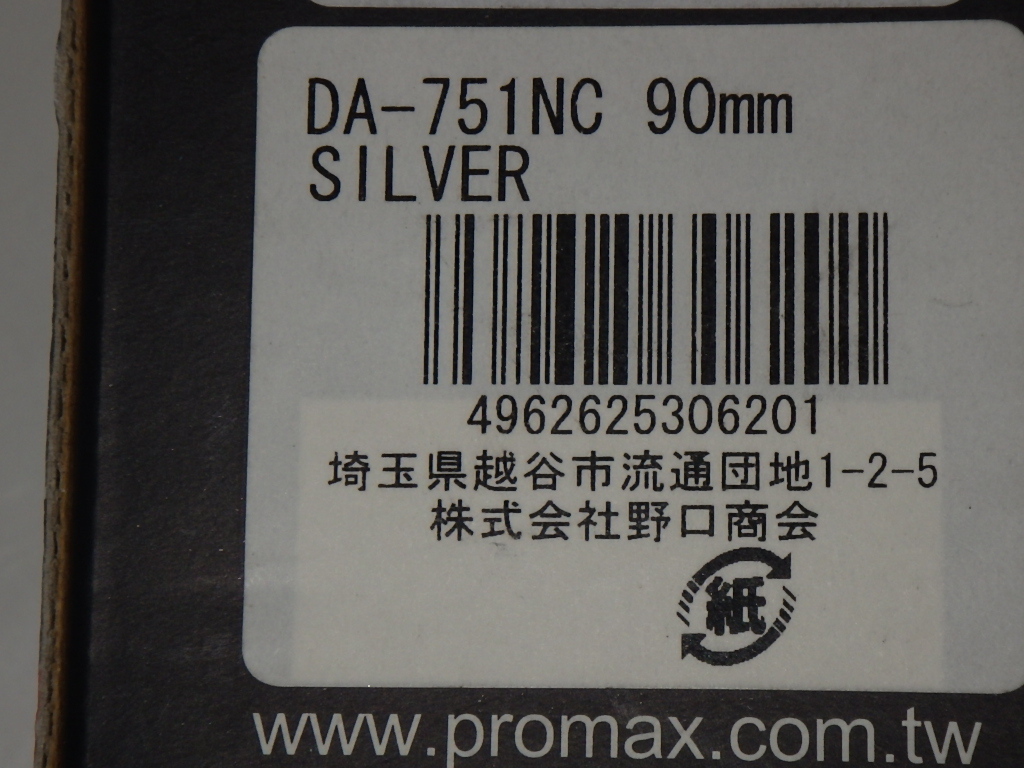 DA-751NC 90mm
SILVER
4962625306201
埼玉県越谷市流通団地1-2-5
株式会社野口商会
紙
www.promax.com.tw